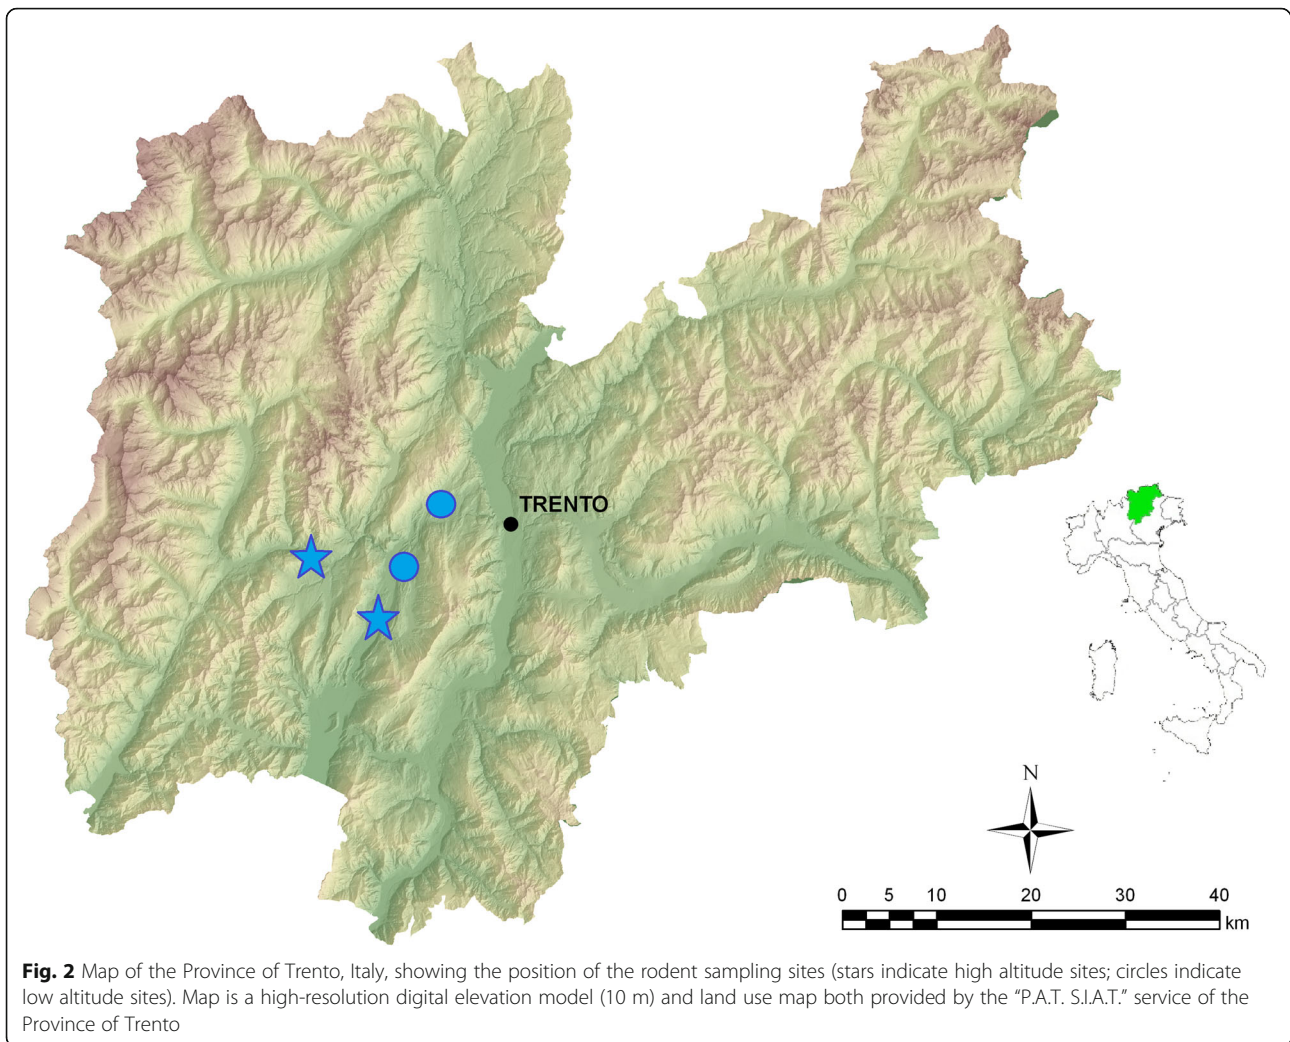 TRENTO
N
0 5 10 20 30 40
km
Fig. 2 Map of the Province of Trento, Italy, showing the position of the rodent sampling sites (stars indicate high altitude sites; circles indicate
low altitude sites). Map is a high-resolution digital elevation model (10 m) and land use map both provided by the “P.A.T. S.I.A.T.” service of the
Province of Trento